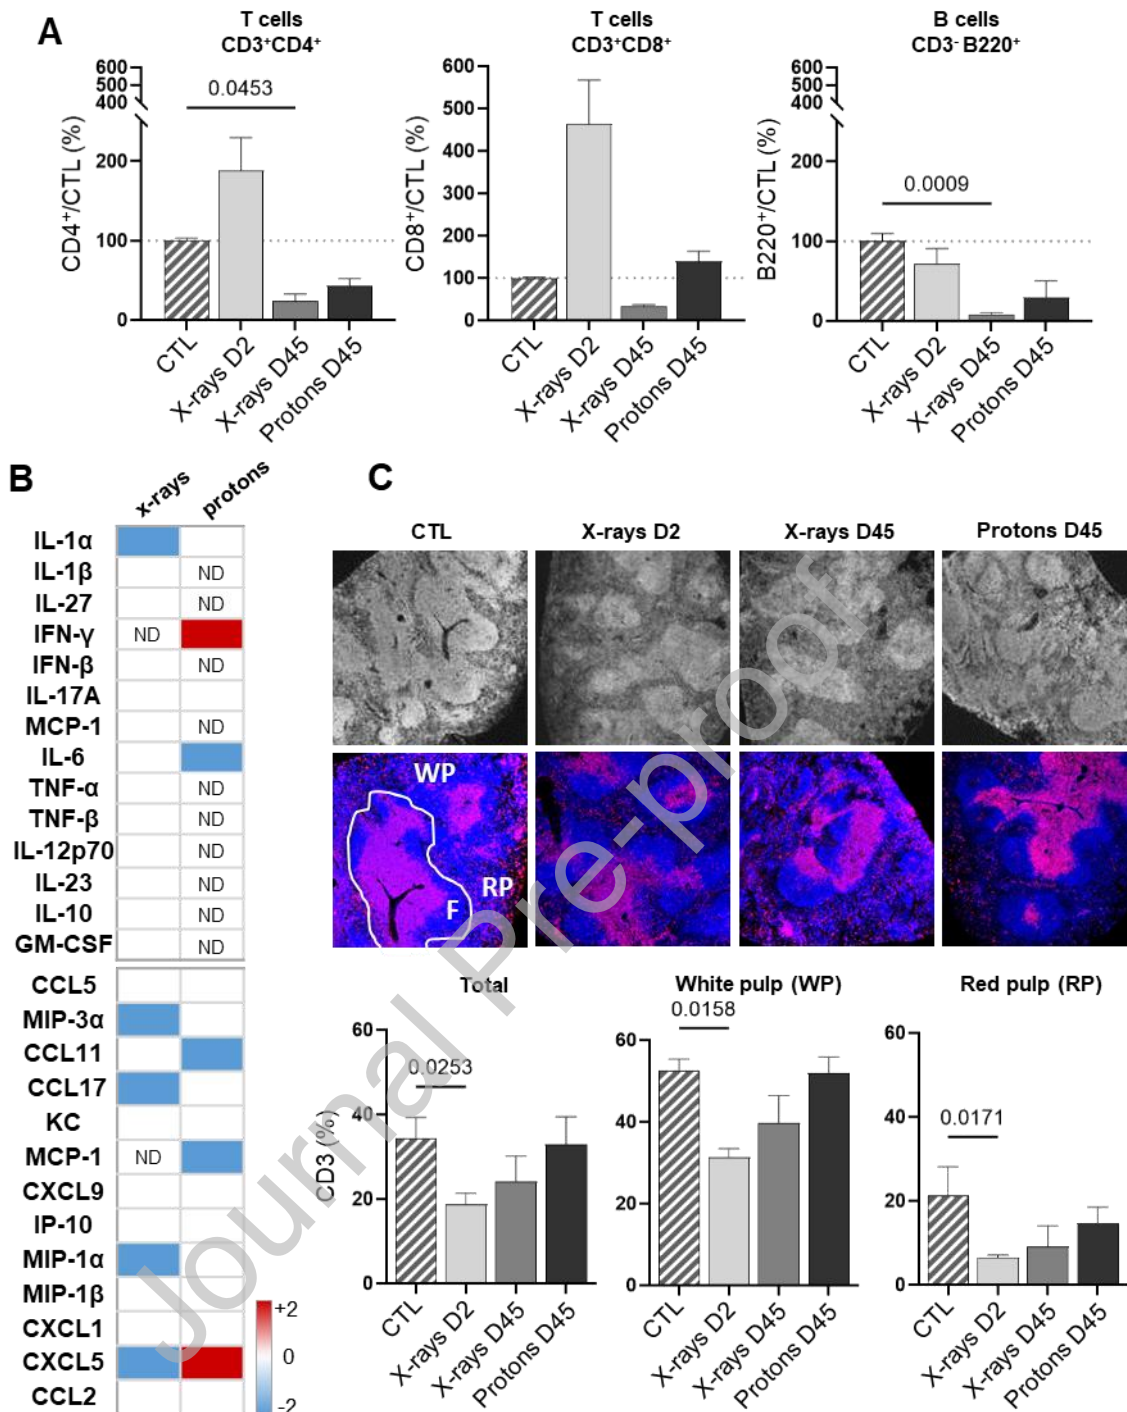 A
T cells
CD3⁺CD4⁺
T cells
CD3⁺CD8⁺
B cells
CD3⁻ B220⁺
CD4⁺/CTL (%)
600
500
400
200
100
0
0.0453
CTL
X-rays D2
X-rays D45
Protons D45
CD8⁺/CTL (%)
600
500
400
300
200
100
0
CTL
X-rays D2
X-rays D45
Protons D45
B220⁺/CTL (%)
600
500
400
200
100
0
0.0009
CTL
X-rays D2
X-rays D45
Protons D45
B
x-rays protons
IL-1α
IL-1β ND
IL-27 ND
IFN-γ ND
IFN-β ND
IL-17A
MCP-1 ND
IL-6
TNF-α ND
TNF-β ND
IL-12p70 ND
IL-23 ND
IL-10 ND
GM-CSF ND
CCL5
MIP-3α
CCL11
CCL17
KC
MCP-1 ND
CXCL9
IP-10
MIP-1α
MIP-1β
CXCL1
CXCL5
CCL2
+2
0
-2
C
CTL X-rays D2 X-rays D45 Protons D45
WP
RP
F
Total
CD3 (%)
60
40
20
0
0.0253
CTL
X-rays D2
X-rays D45
Protons D45
White pulp (WP)
0.0158
60
40
20
0
CTL
X-rays D2
X-rays D45
Protons D45
Red pulp (RP)
60
40
20
0
0.0171
CTL
X-rays D2
X-rays D45
Protons D45
Journal Pre-proof